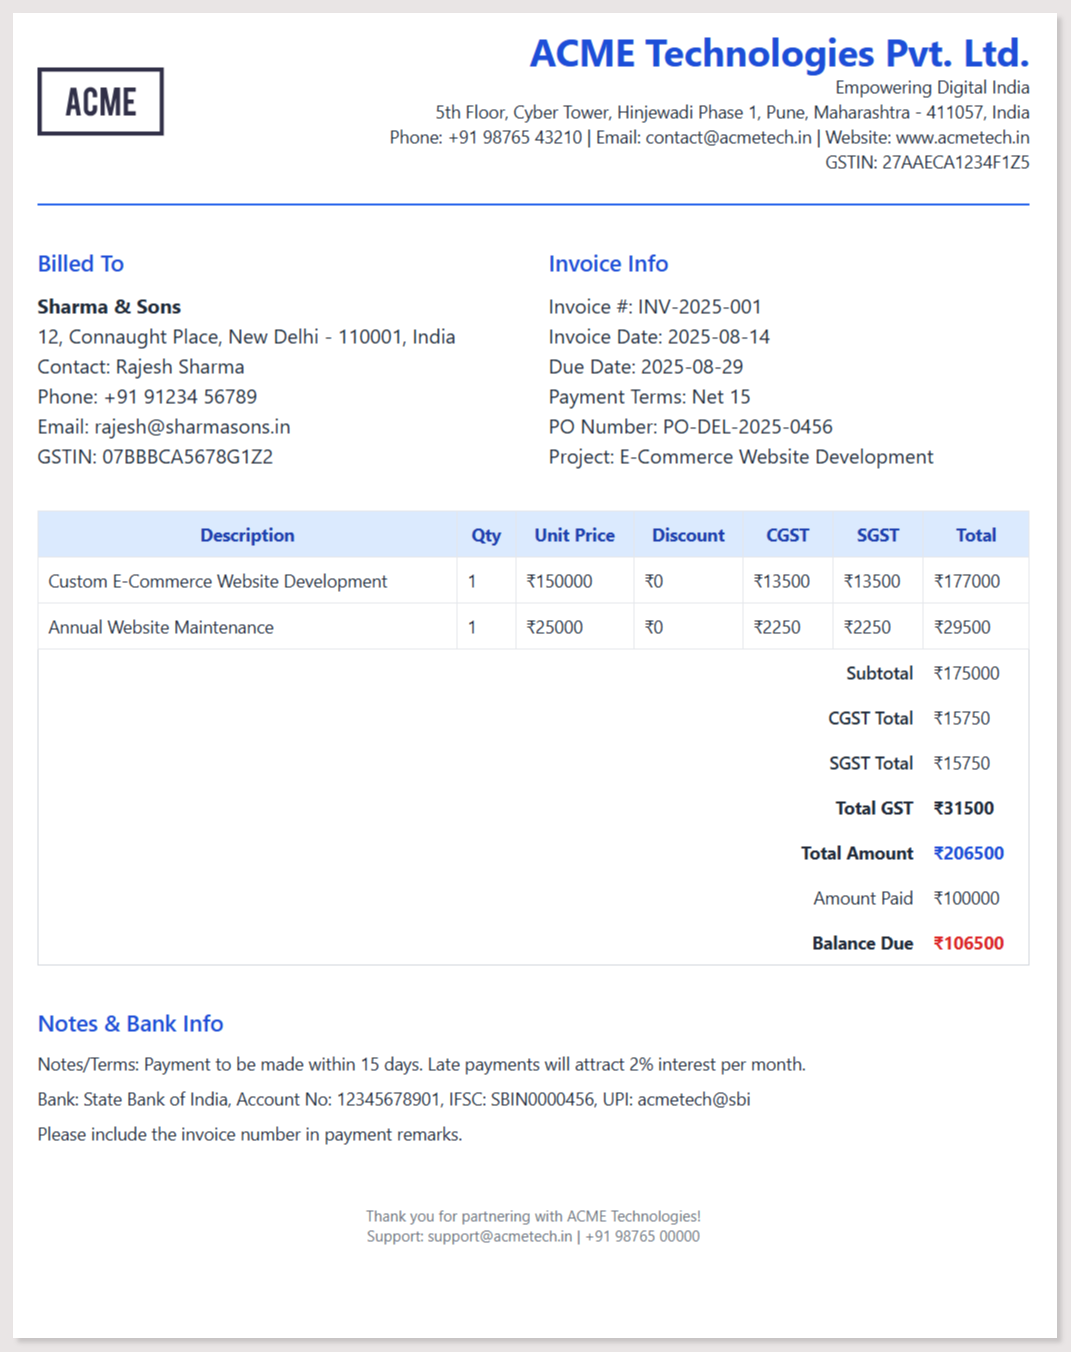 ACME
ACME Technologies Pvt. Ltd.
Empowering Digital India
5th Floor, Cyber Tower, Hinjewadi Phase 1, Pune, Maharashtra - 411057, India
Phone: +91 98765 43210 | Email: contact@acmetech.in | Website: www.acmetech.in
GSTIN: 27AAECA1234F1Z5
Billed To
Sharma & Sons
12, Connaught Place, New Delhi - 110001, India
Contact: Rajesh Sharma
Phone: +91 91234 56789
Email: rajesh@sharmasons.in
GSTIN: 07BBBCA5678G1Z2
Invoice Info
Invoice #: INV-2025-001
Invoice Date: 2025-08-14
Due Date: 2025-08-29
Payment Terms: Net 15
PO Number: PO-DEL-2025-0456
Project: E-Commerce Website Development
Description Qty Unit Price Discount CGST SGST Total
Custom E-Commerce Website Development 1 ₹150000 ₹0 ₹13500 ₹13500 ₹177000
Annual Website Maintenance 1 ₹25000 ₹0 ₹2250 ₹2250 ₹29500
Subtotal ₹175000
CGST Total ₹15750
SGST Total ₹15750
Total GST ₹31500
Total Amount ₹206500
Amount Paid ₹100000
Balance Due ₹106500
Notes & Bank Info
Notes/Terms: Payment to be made within 15 days. Late payments will attract 2% interest per month.
Bank: State Bank of India, Account No: 12345678901, IFSC: SBIN0000456, UPI: acmetech@sbi
Please include the invoice number in payment remarks.
Thank you for partnering with ACME Technologies!
Support: support@acmetech.in | +91 98765 00000